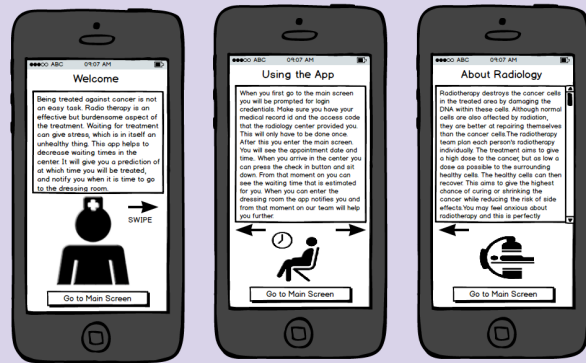 ABC 09:07 AM
Welcome
Being treated against cancer is not
an easy task. Radio therapy is an
effective but burdensome aspect of
the treatment. Waiting for treatment
can give stress, which is in itself an
unhealthy thing. This app helps to
decrease waiting times in the
center. It will give you a prediction of
at which time you will be treated,
and notify you when it is time to go
to the dressing room.
SWIPE
Go to Main Screen
ABC 09:07 AM
Using the App
When you first go to the main screen
you will be prompted for login
credentials. Make sure you have your
medical record id and the access code
that the radiology center provided you.
This will only have to be done once.
After this you enter the main screen.
You will see the appointment date and
time. When you arrive in the center you
can press the check in button and sit
down. From that moment on you can
see the waiting time that is estimated
for you. When you can enter the
dressing room the app notifies you and
from that moment on our team will help
you further.
Go to Main Screen
ABC 09:07 AM
About Radiology
Radiotherapy destroys the cancer cells
in the treated area by damaging the
DNA within these cells. Although normal
cells are also affected by radiation,
they are better at repairing themselves
than the cancer cells.The radiotherapy
team plan each person's radiotherapy
individually. The treatment aims to give
a high dose to the cancer, but as low a
dose as possible to the surrounding
healthy cells. The healthy cells can then
recover. This aims to give the highest
chance of curing or shrinking the
cancer while reducing the risk of side
effects.You may feel anxious about
radiotherapy and this is perfectly
Go to Main Screen